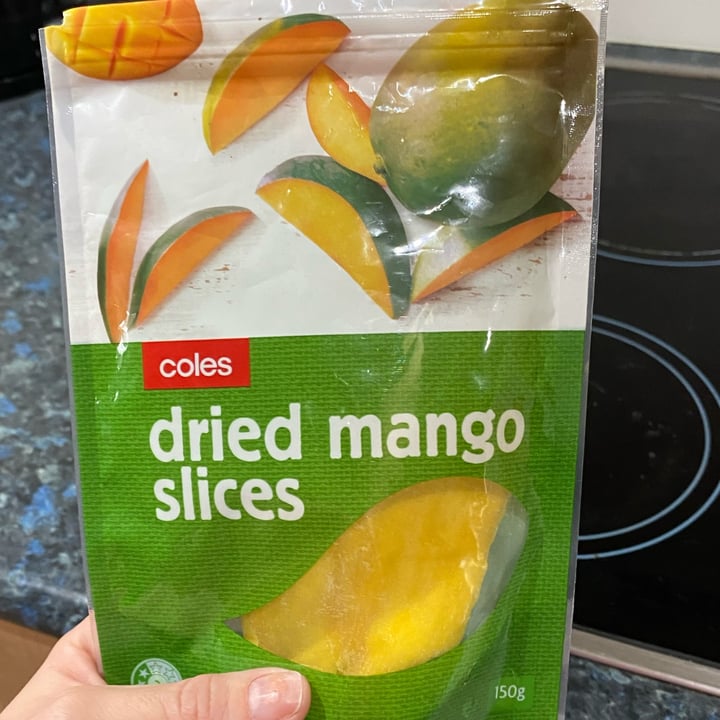 coles
dried mango
slices
150g